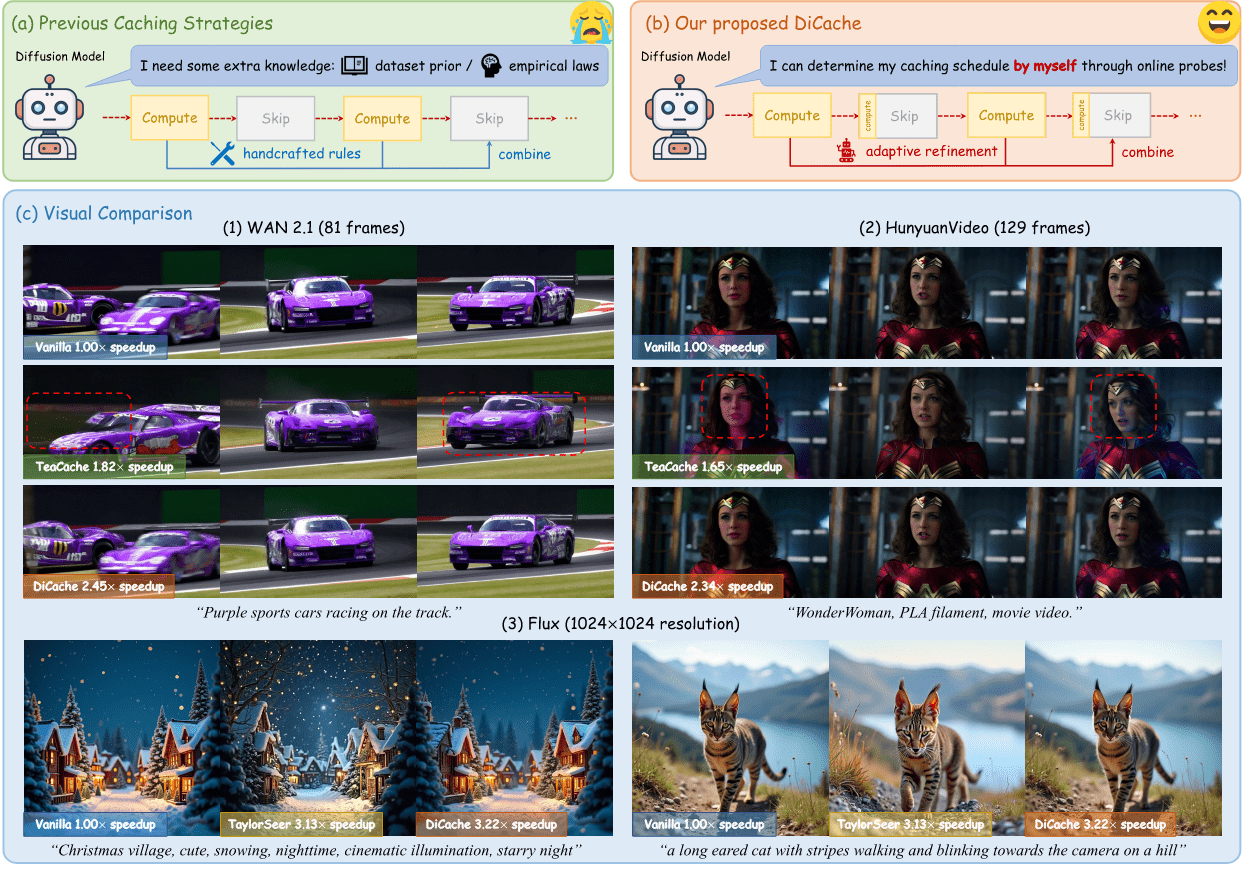 (a) Previous Caching Strategies
Diffusion Model
I need some extra knowledge: dataset prior / empirical laws
Compute
Skip
Compute
Skip
...
handcrafted rules
combine
(b) Our proposed DiCache
Diffusion Model
I can determine my caching schedule by myself through online probes!
Compute
compute
Skip
Compute
compute
Skip
...
adaptive refinement
combine
(c) Visual Comparison
(1) WAN 2.1 (81 frames)
Vanilla 1.00× speedup
TeaCache 1.82× speedup
DiCache 2.45× speedup
“Purple sports cars racing on the track.”
(2) HunyuanVideo (129 frames)
Vanilla 1.00× speedup
TeaCache 1.65× speedup
DiCache 2.34× speedup
“WonderWoman, PLA filament, movie video.”
(3) Flux (1024×1024 resolution)
Vanilla 1.00× speedup
TaylorSeer 3.13× speedup
DiCache 3.22× speedup
“Christmas village, cute, snowing, nighttime, cinematic illumination, starry night”
Vanilla 1.00× speedup
TaylorSeer 3.13× speedup
DiCache 3.22× speedup
“a long eared cat with stripes walking and blinking towards the camera on a hill”